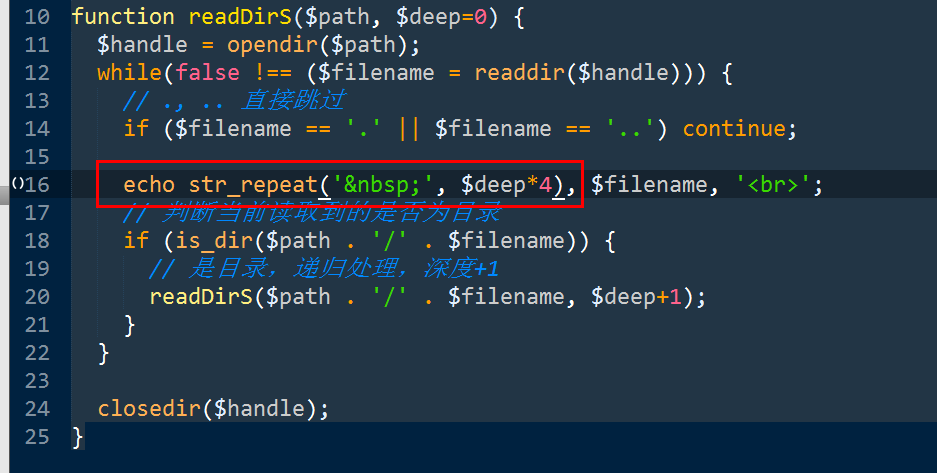 10 function readDirS($path, $deep=0) {
11 $handle = opendir($path);
12 while(false !== ($filename = readdir($handle))) {
13 // ., .. 直接跳过
14 if ($filename == '.' || $filename == '..') continue;
15
16 echo str_repeat('&nbsp;', $deep*4), $filename, '<br>';
17 // 判断当前读取到的是否为目录
18 if (is_dir($path . '/' . $filename)) {
19 // 是目录，递归处理，深度+1
20 readDirS($path . '/' . $filename, $deep+1);
21 }
22 }
23
24 closedir($handle);
25 }